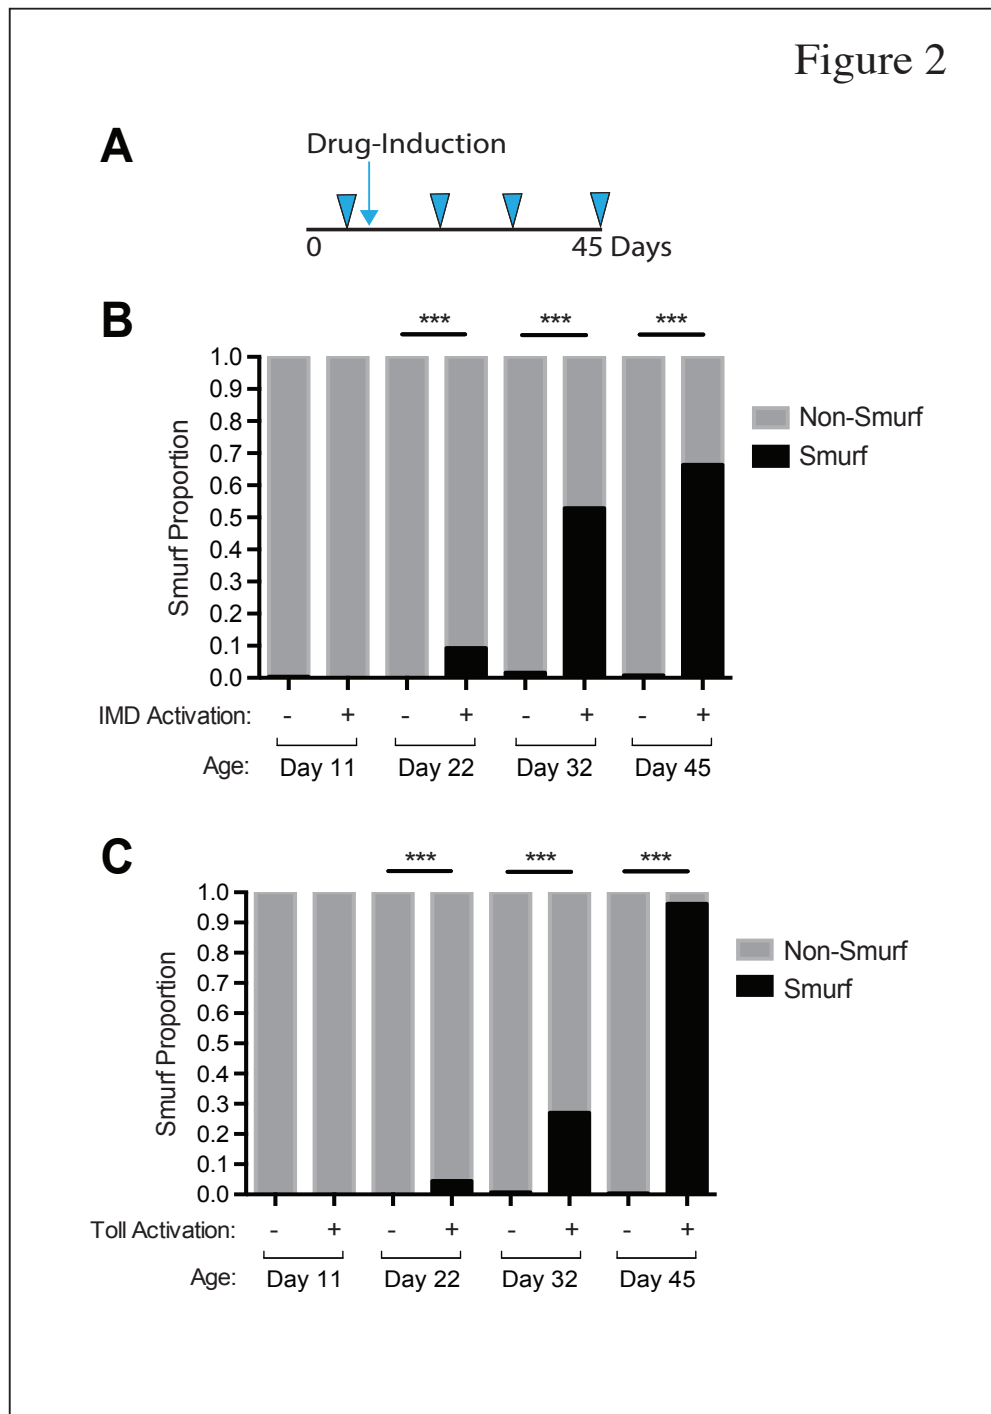 Figure 2
A
Drug-Induction
0 45 Days
B
*** *** ***
1.0
0.9
0.8
0.7
0.6
0.5
0.4
0.3
0.2
0.1
0.0
Smurf Proportion
Non-Smurf
Smurf
IMD Activation: - + - + - + - +
Age: Day 11 Day 22 Day 32 Day 45
C
*** *** ***
1.0
0.9
0.8
0.7
0.6
0.5
0.4
0.3
0.2
0.1
0.0
Smurf Proportion
Non-Smurf
Smurf
Toll Activation: - + - + - + - +
Age: Day 11 Day 22 Day 32 Day 45